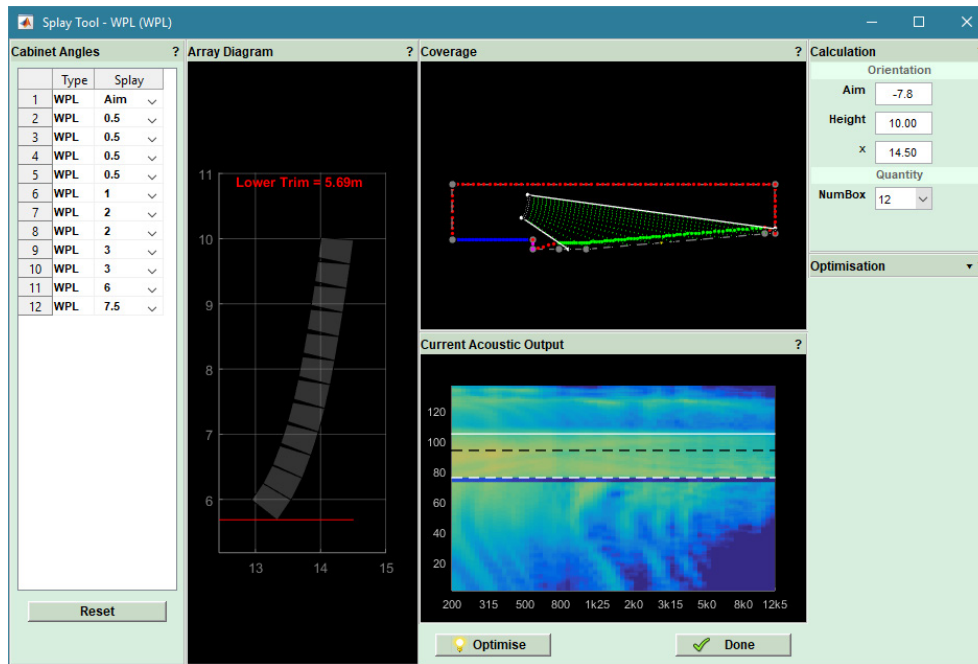 Splay Tool - WPL (WPL)
Cabinet Angles ?
Type Splay
1 WPL Aim
2 WPL 0.5
3 WPL 0.5
4 WPL 0.5
5 WPL 0.5
6 WPL 1
7 WPL 2
8 WPL 2
9 WPL 3
10 WPL 3
11 WPL 6
12 WPL 7.5
Reset
Array Diagram ?
Lower Trim = 5.69m
11
10
9
8
7
6
13 14 15
Coverage ?
Current Acoustic Output ?
120
100
80
60
40
20
200 315 500 800 1k25 2k0 3k15 5k0 8k0 12k5
Optimise
Done
Calculation
Orientation
Aim -7.8
Height 10.00
x 14.50
Quantity
NumBox 12
Optimisation